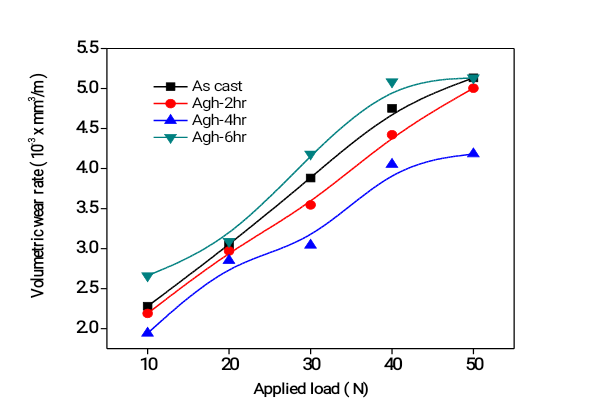 5.5
5.0
4.5
4.0
3.5
3.0
2.5
2.0
Volumetric wear rate ( 10³ x mm³/m)
As cast
Agh-2hr
Agh-4hr
Agh-6hr
10 20 30 40 50
Applied load ( N)